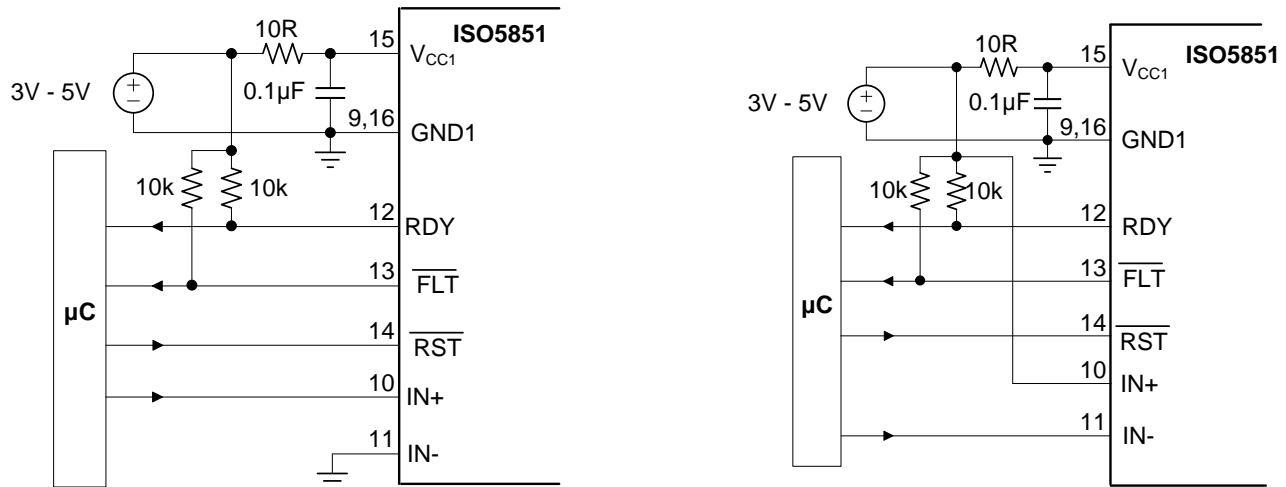 10R
15
ISO5851
VCC1
3V - 5V
0.1µF
9,16
GND1
10k
10k
12
RDY
13
FLT
µC
14
RST
10
IN+
11
IN-
10R
15
ISO5851
VCC1
3V - 5V
0.1µF
9,16
GND1
10k
10k
12
RDY
13
FLT
µC
14
RST
10
IN+
11
IN-